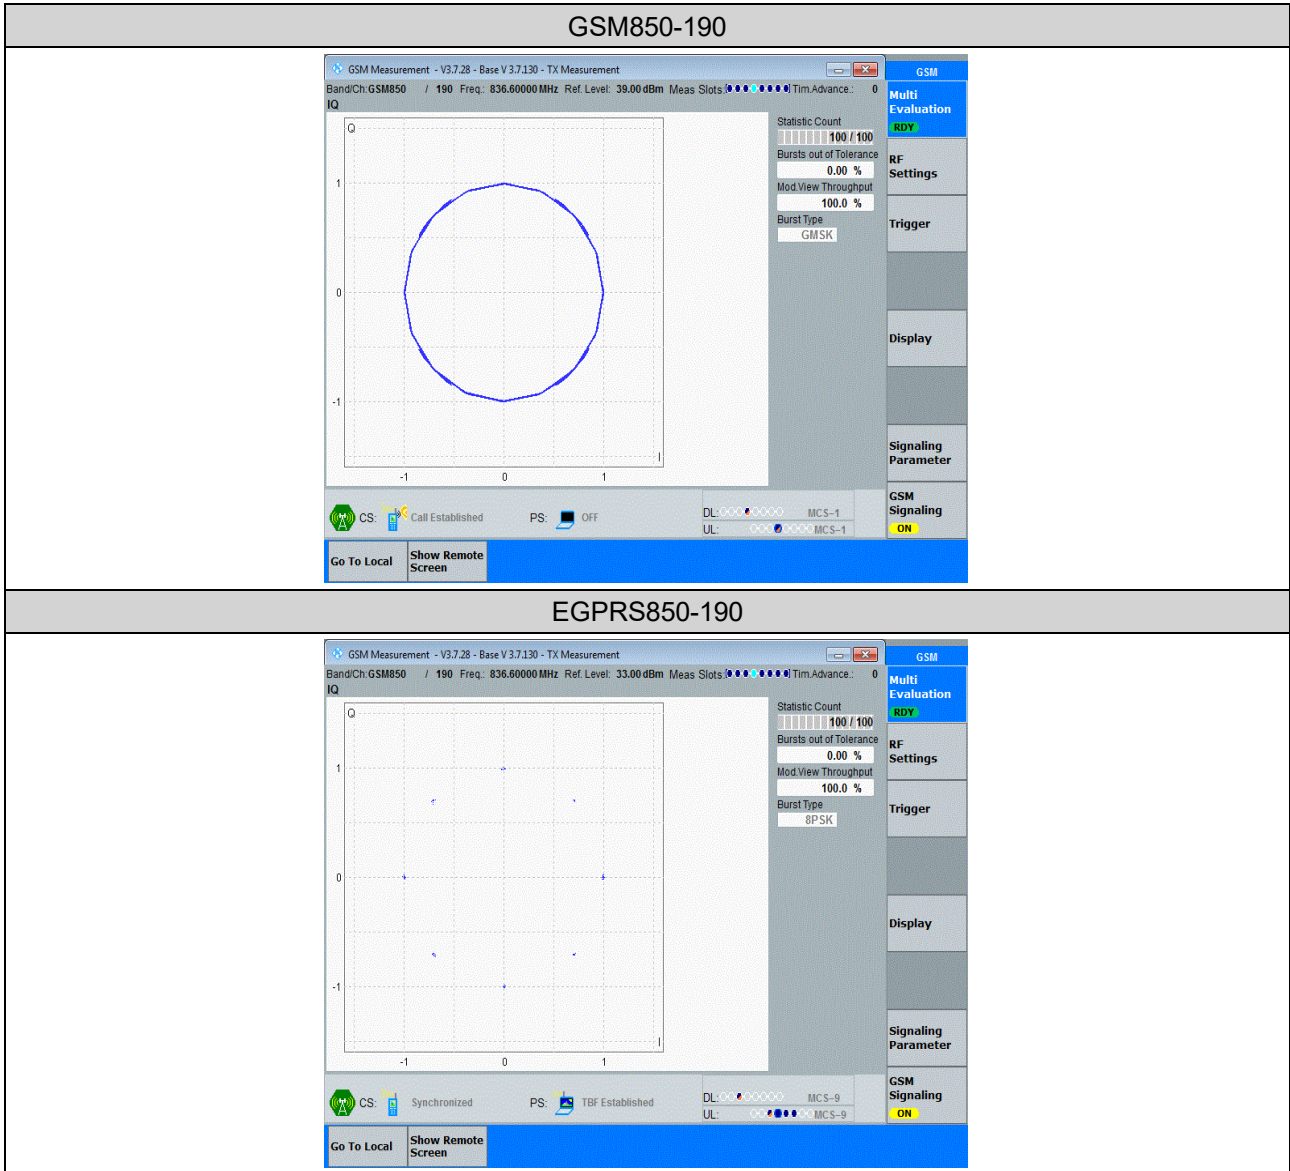 GSM850-190
GSM Measurement - V3.7.28 - Base V 3.7.130 - TX Measurement
GSM
Band/Ch:GSM850 / 190 Freq.: 836.60000 MHz Ref. Level: 39.00 dBm Meas Slots: Tim.Advance.: 0
IQ
Multi
Evaluation
RDY
Statistic Count
100 / 100
Bursts out of Tolerance
0.00 %
Mod.View Throughput
100.0 %
Burst Type
GMSK
Q
1
0
-1
I
-1 0 1
RF
Settings
Trigger
Display
Signaling
Parameter
GSM
Signaling
ON
CS: Call Established PS: OFF
DL: MCS-1
UL: MCS-1
Go To Local
Show Remote
Screen
EGPRS850-190
GSM Measurement - V3.7.28 - Base V 3.7.130 - TX Measurement
GSM
Band/Ch:GSM850 / 190 Freq.: 836.60000 MHz Ref. Level: 33.00 dBm Meas Slots: Tim.Advance.: 0
IQ
Multi
Evaluation
RDY
Statistic Count
100 / 100
Bursts out of Tolerance
0.00 %
Mod.View Throughput
100.0 %
Burst Type
8PSK
Q
1
0
-1
I
-1 0 1
RF
Settings
Trigger
Display
Signaling
Parameter
GSM
Signaling
ON
CS: Synchronized PS: TBF Established
DL: MCS-9
UL: MCS-9
Go To Local
Show Remote
Screen